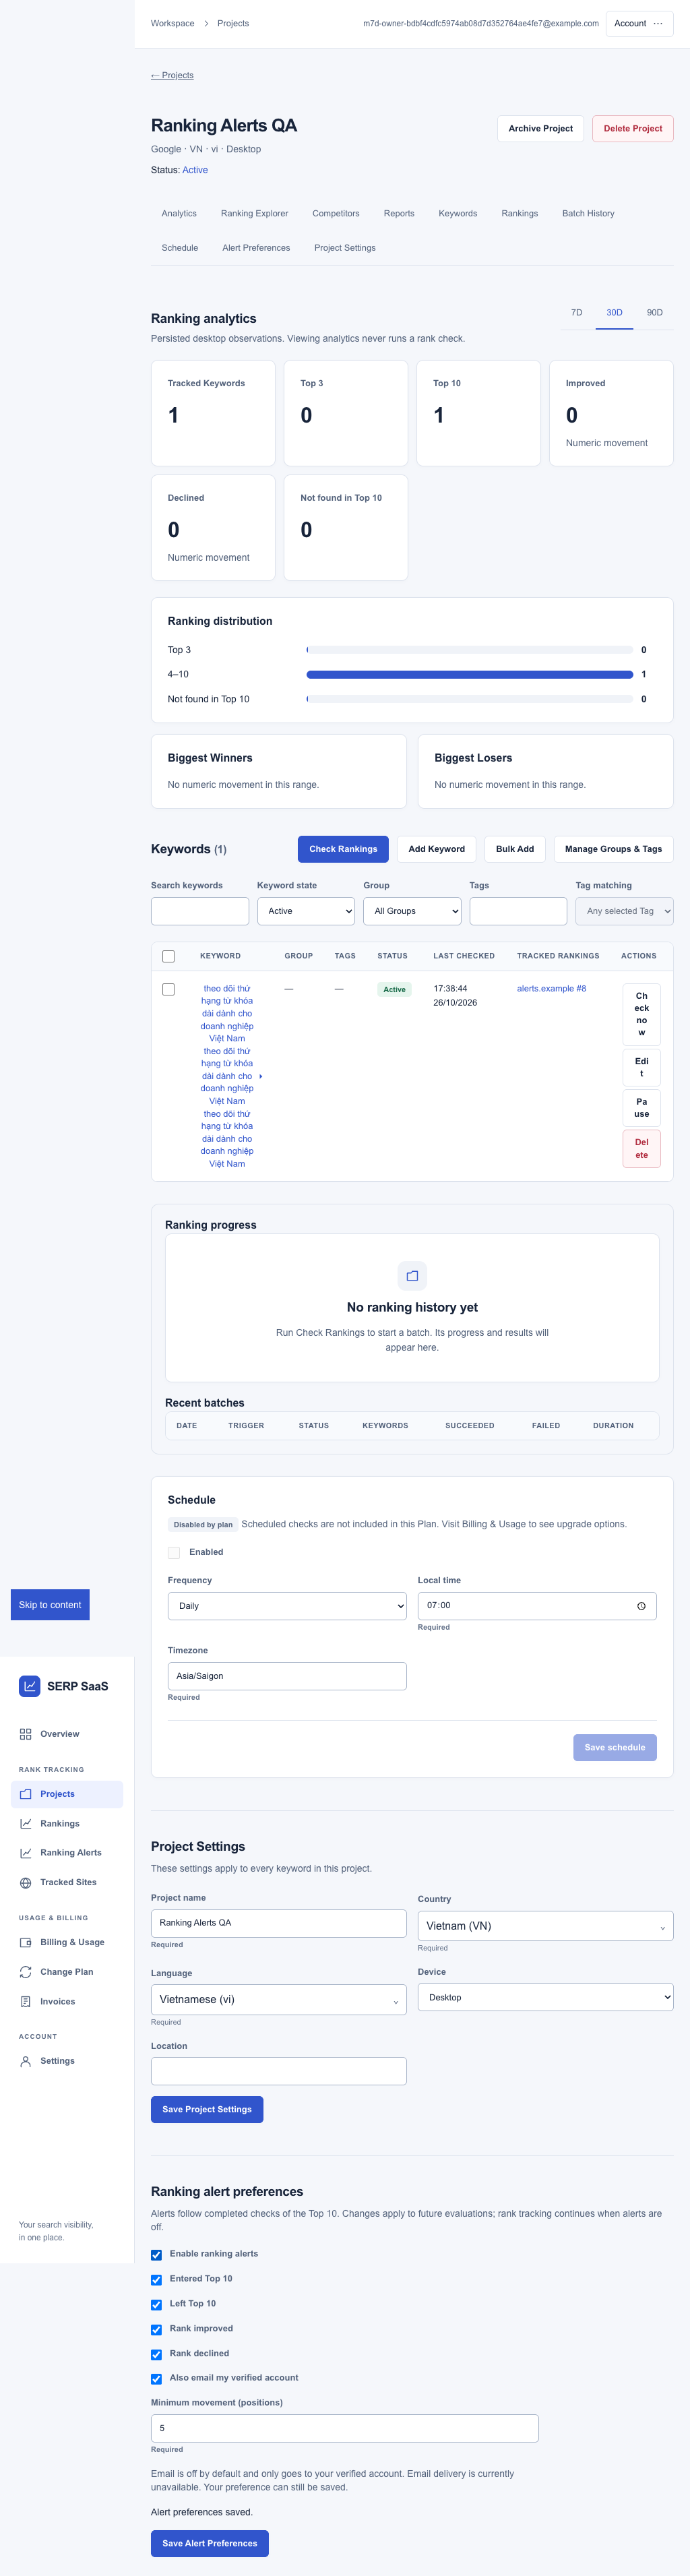 Workspace > Projects
m7d-owner-bdbf4cdfc5974ab08d7d352764ae4fe7@example.com
Account ···
← Projects
Ranking Alerts QA
Google · VN · vi · Desktop
Status: Active
Archive Project
Delete Project
Analytics
Ranking Explorer
Competitors
Reports
Keywords
Rankings
Batch History
Schedule
Alert Preferences
Project Settings
Ranking analytics
Persisted desktop observations. Viewing analytics never runs a rank check.
7D
30D
90D
Tracked Keywords
1
Top 3
0
Top 10
1
Improved
0
Numeric movement
Declined
0
Numeric movement
Not found in Top 10
0
Ranking distribution
Top 3 0
4–10 1
Not found in Top 10 0
Biggest Winners
No numeric movement in this range.
Biggest Losers
No numeric movement in this range.
Keywords (1)
Check Rankings
Add Keyword
Bulk Add
Manage Groups & Tags
Search keywords
Keyword state
Active
Group
All Groups
Tags
Tag matching
Any selected Tag
KEYWORD GROUP TAGS STATUS LAST CHECKED TRACKED RANKINGS ACTIONS
theo dõi thứ
hạng từ khóa
dài dành cho
doanh nghiệp
Việt Nam
theo dõi thứ
hạng từ khóa
dài dành cho
doanh nghiệp
Việt Nam
theo dõi thứ
hạng từ khóa
dài dành cho
doanh nghiệp
Việt Nam
—
—
Active
17:38:44
26/10/2026
alerts.example #8
Ch
eck
no
w
Edi
t
Pa
use
Del
ete
Ranking progress
No ranking history yet
Run Check Rankings to start a batch. Its progress and results will
appear here.
Recent batches
DATE TRIGGER STATUS KEYWORDS SUCCEEDED FAILED DURATION
Schedule
Disabled by plan Scheduled checks are not included in this Plan. Visit Billing & Usage to see upgrade options.
Enabled
Frequency
Daily
Local time
07:00
Required
Timezone
Asia/Saigon
Required
Save schedule
Skip to content
SERP SaaS
Overview
RANK TRACKING
Projects
Rankings
Ranking Alerts
Tracked Sites
USAGE & BILLING
Billing & Usage
Change Plan
Invoices
ACCOUNT
Settings
Your search visibility,
in one place.
Project Settings
These settings apply to every keyword in this project.
Project name
Ranking Alerts QA
Required
Country
Vietnam (VN)
Required
Language
Vietnamese (vi)
Required
Device
Desktop
Location
Save Project Settings
Ranking alert preferences
Alerts follow completed checks of the Top 10. Changes apply to future evaluations; rank tracking continues when alerts are
off.
Enable ranking alerts
Entered Top 10
Left Top 10
Rank improved
Rank declined
Also email my verified account
Minimum movement (positions)
5
Required
Email is off by default and only goes to your verified account. Email delivery is currently
unavailable. Your preference can still be saved.
Alert preferences saved.
Save Alert Preferences